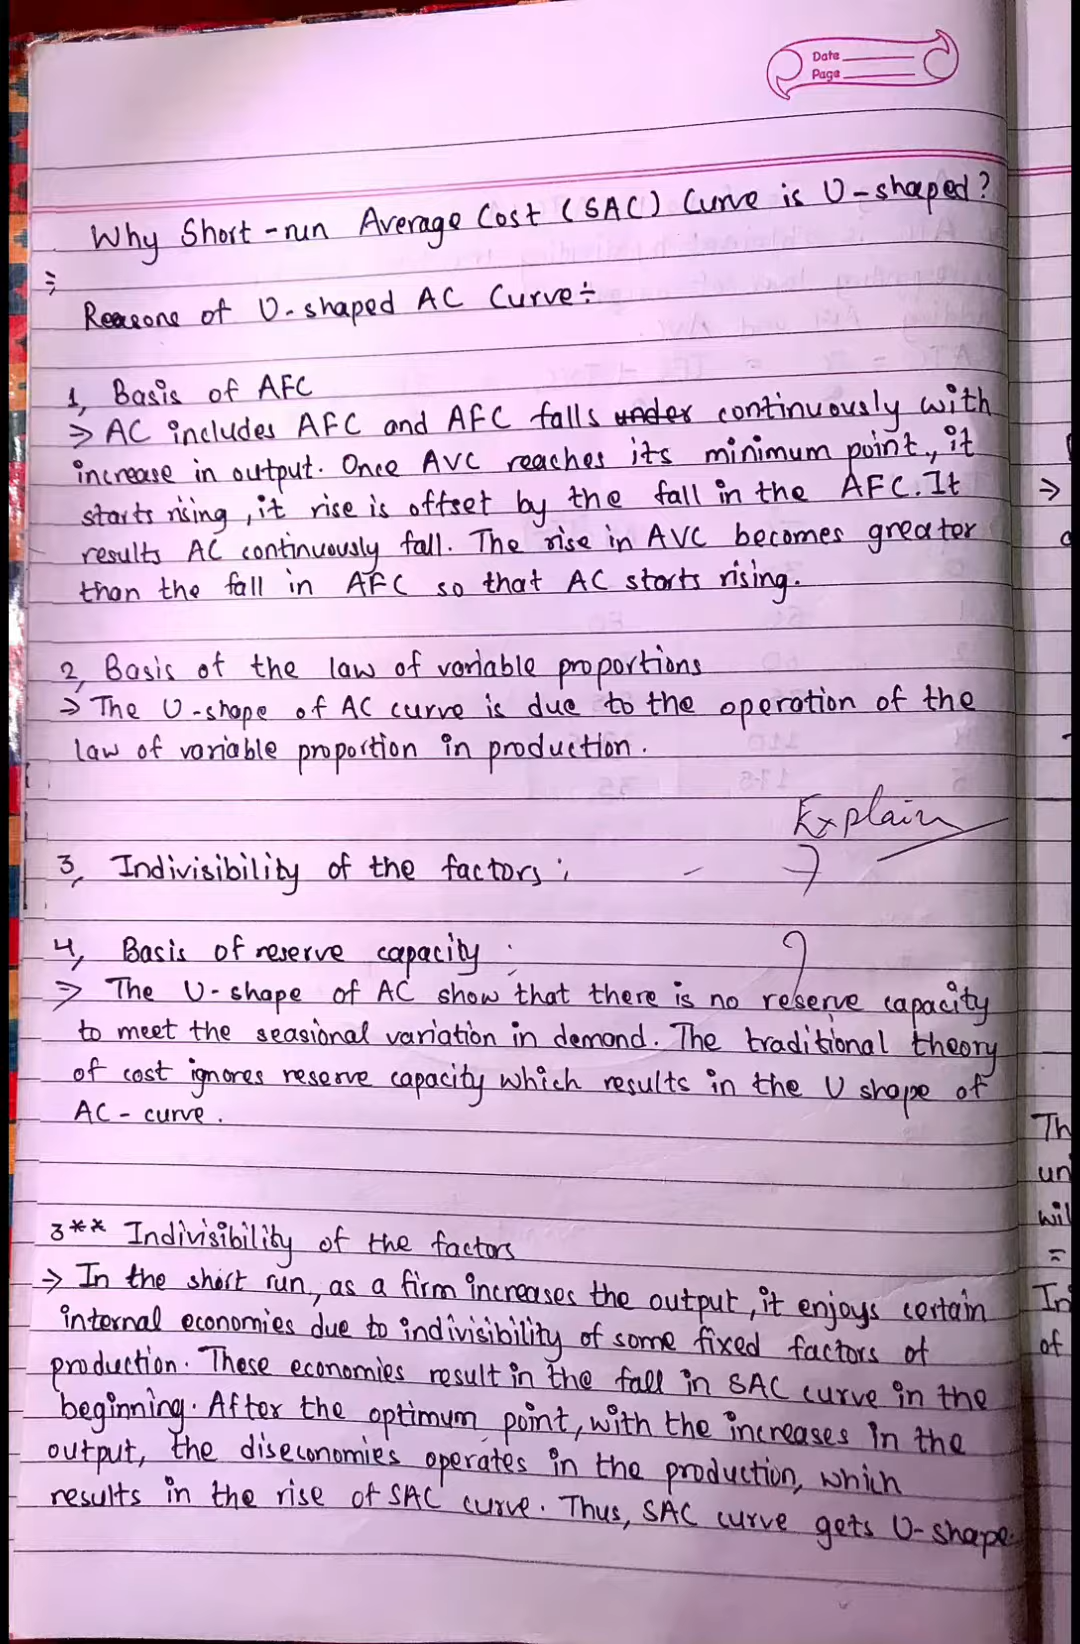 Date
Page
Why Short-run Average Cost (SAC) Curve is U-shaped?
Reasons of U-shaped AC Curve÷
1, Basis of AFC
⇒ AC includes AFC and AFC falls under continuously with
increase in output. Once AVC reaches its minimum point, it
starts rising, it rise is offset by the fall in the AFC. It
results AC continuously fall. The rise in AVC becomes greater
than the fall in AFC so that AC starts rising.
2, Basis of the law of variable proportions
⇒ The U-shape of AC curve is due to the operation of the
law of variable proportion in production.
Explain
3, Indivisibility of the factors :
4, Basis of reserve capacity :
⇒ The U-shape of AC show that there is no reserve capacity
to meet the seasional variation in demand. The traditional theory
of cost ignores reserve capacity which results in the U shape of
AC-curve.
3** Indivisibility of the factors
⇒ In the short run, as a firm increases the output, it enjoys certain
internal economies due to indivisibility of some fixed factors of
production. These economies result in the fall in SAC curve in the
beginning. After the optimum point, with the increases in the
output, the diseconomies operates in the production, which
results in the rise of SAC curve. Thus, SAC curve gets U-shape.
Th
un
wil
=
In
of